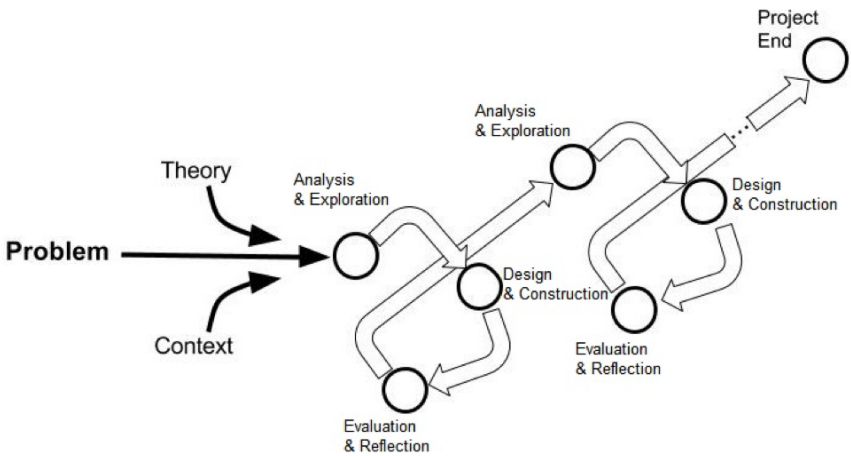 Project
End
Analysis
& Exploration
Theory
Analysis
& Exploration
Design
& Construction
Problem
Design
& Construction
Context
Evaluation
& Reflection
Evaluation
& Reflection